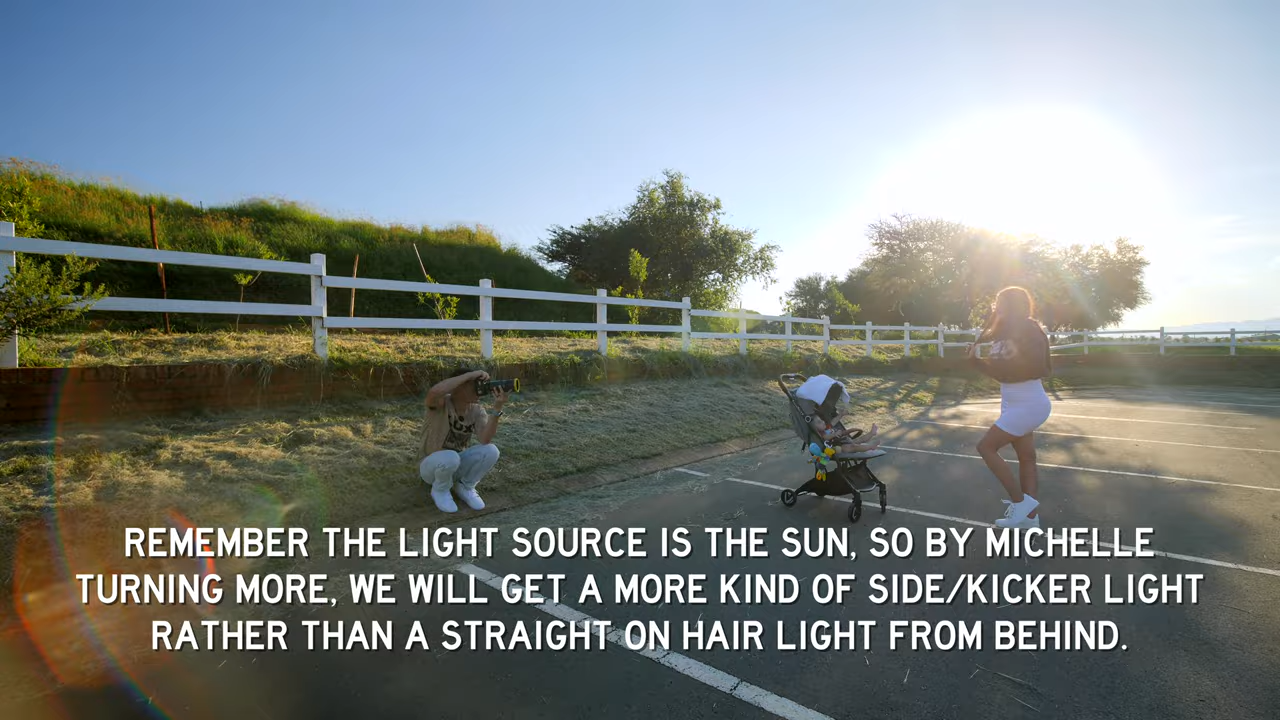 REMEMBER THE LIGHT SOURCE IS THE SUN, SO BY MICHELLE
TURNING MORE, WE WILL GET A MORE KIND OF SIDE/KICKER LIGHT
RATHER THAN A STRAIGHT ON HAIR LIGHT FROM BEHIND.